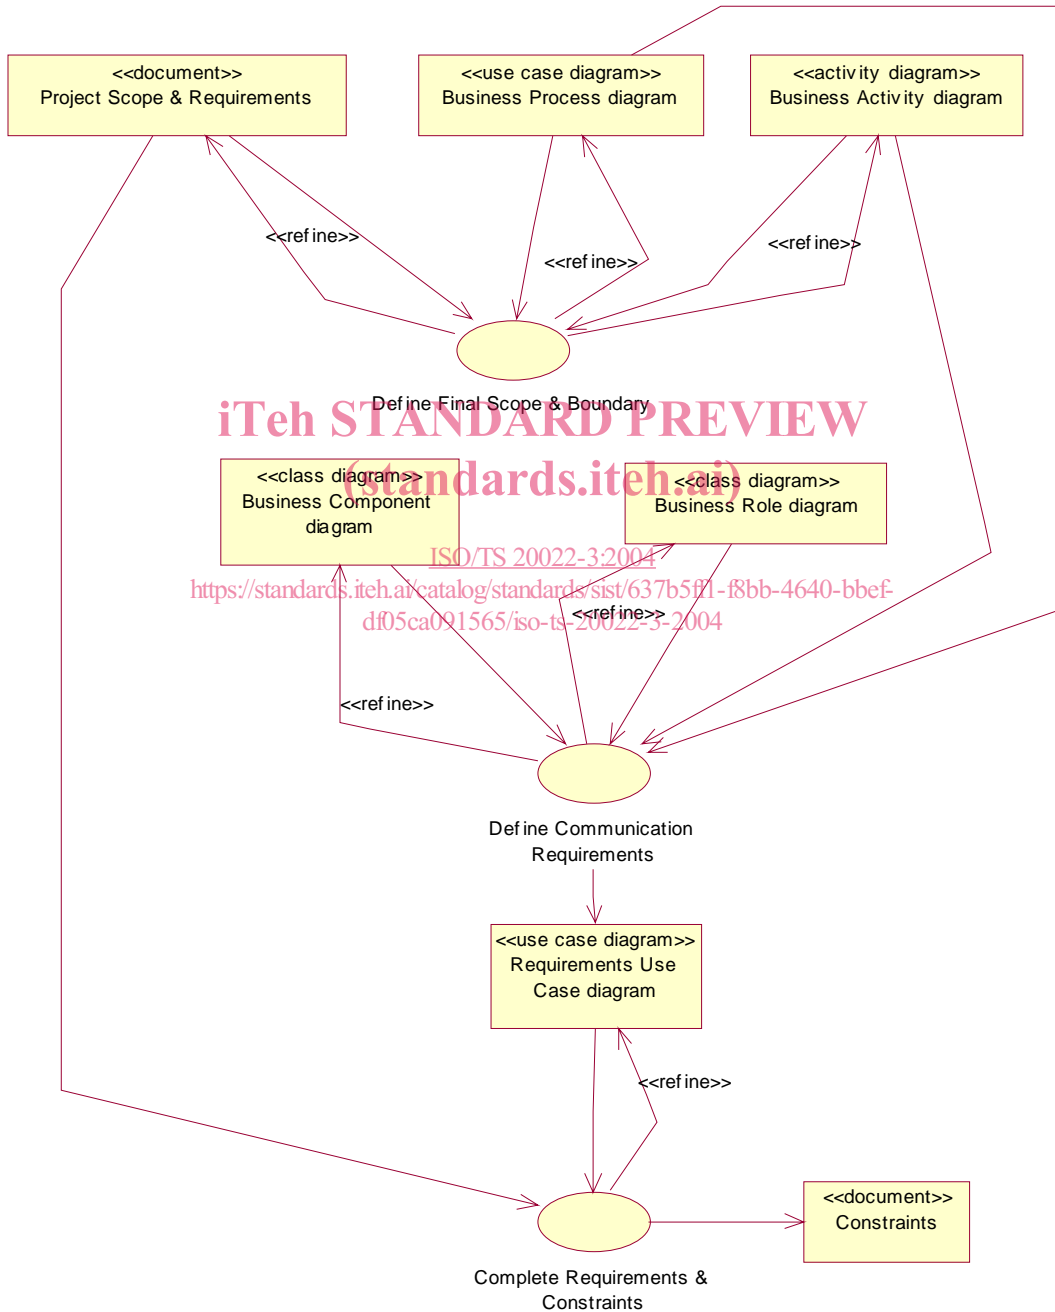 <<document>>
Project Scope & Requirements
<<use case diagram>>
Business Process diagram
<<activity diagram>>
Business Activity diagram
<<refine>>
<<refine>>
<<refine>>
Define Final Scope & Boundary
iTeh STANDARD PREVIEW
(standards.iteh.ai)
<<class diagram>>
Business Component
diagram
<<class diagram>>
Business Role diagram
ISO/TS 20022-3:2004
https://standards.iteh.ai/catalog/standards/sist/637b5ff1-f8bb-4640-bbef-
df05ca091565/iso-ts-20022-3-2004
<<refine>>
<<refine>>
Define Communication
Requirements
<<use case diagram>>
Requirements Use
Case diagram
<<refine>>
<<document>>
Constraints
Complete Requirements &
Constraints